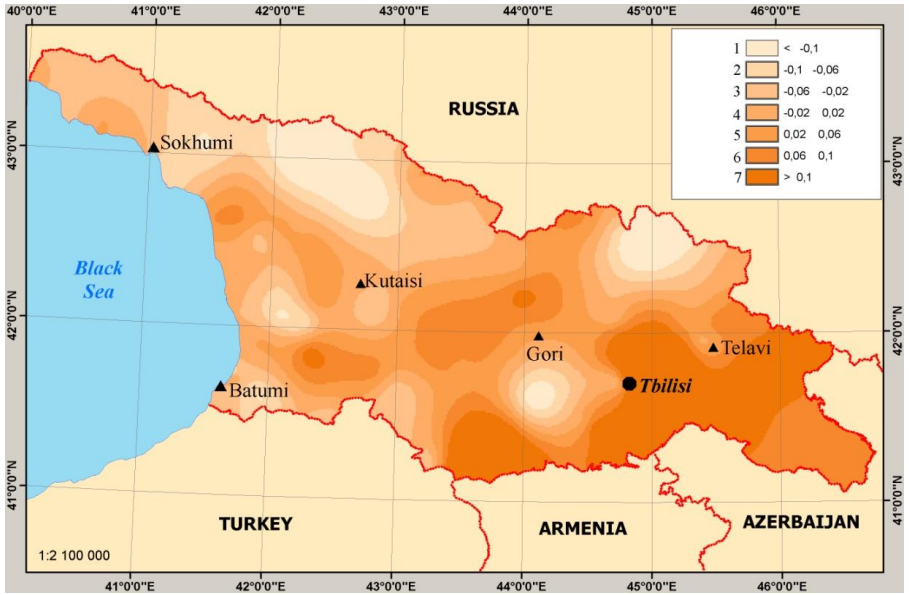 40°0'0"E 41°0'0"E 42°0'0"E 43°0'0"E 44°0'0"E 45°0'0"E 46°0'0"E
1 < -0,1
2 -0,1 -0,06
3 -0,06 -0,02
4 -0,02 0,02
5 0,02 0,06
6 0,06 0,1
7 > 0,1
RUSSIA
43°0'0"N
43°0'0"N
Sokhumi
Black
Sea
Kutaisi
42°0'0"N
42°0'0"N
Gori
Telavi
Tbilisi
Batumi
41°0'0"N
41°0'0"N
TURKEY
ARMENIA
AZERBAIJAN
1:2 100 000
41°0'0"E 42°0'0"E 43°0'0"E 44°0'0"E 45°0'0"E 46°0'0"E